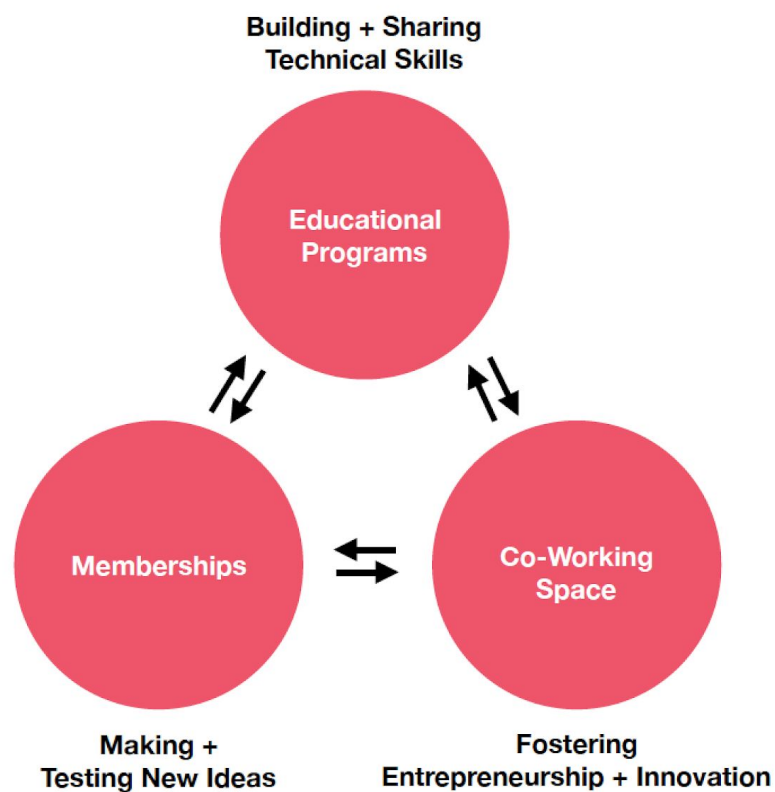 Building + Sharing
Technical Skills
Educational
Programs
Memberships
Co-Working
Space
Making +
Testing New Ideas
Fostering
Entrepreneurship + Innovation